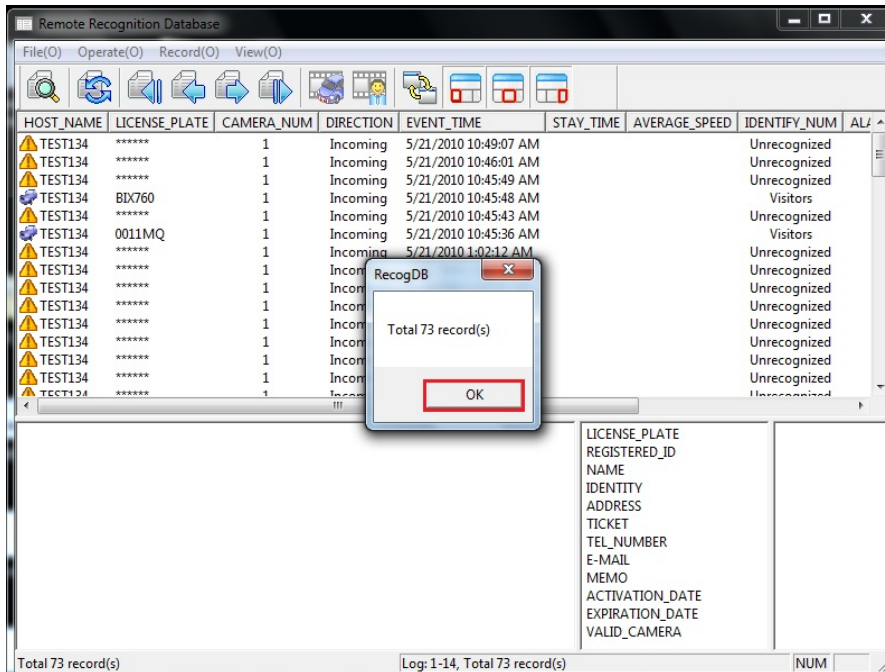 Remote Recognition Database
File(O) Operate(O) Record(O) View(O)
HOST_NAME LICENSE_PLATE CAMERA_NUM DIRECTION EVENT_TIME STAY_TIME AVERAGE_SPEED IDENTIFY_NUM
TEST134 ****** 1 Incoming 5/21/2010 10:49:07 AM Unrecognized
TEST134 ****** 1 Incoming 5/21/2010 10:46:01 AM Unrecognized
TEST134 ****** 1 Incoming 5/21/2010 10:45:49 AM Unrecognized
TEST134 BIX760 1 Incoming 5/21/2010 10:45:48 AM Visitors
TEST134 ****** 1 Incoming 5/21/2010 10:45:43 AM Unrecognized
TEST134 0011MQ 1 Incoming 5/21/2010 10:45:36 AM Visitors
TEST134 ****** 1 Incoming 5/21/2010 1:02:12 AM Unrecognized
TEST134 ****** 1 Unrecognized
TEST134 ****** 1 Unrecognized
TEST134 ****** 1 Unrecognized
TEST134 ****** 1 Unrecognized
TEST134 ****** 1 Unrecognized
TEST134 ****** 1 Unrecognized
TEST134 ****** 1 Unrecognized
RecogDB
Total 73 record(s)
OK
LICENSE_PLATE
REGISTERED_ID
NAME
IDENTITY
ADDRESS
TICKET
TEL_NUMBER
E-MAIL
MEMO
ACTIVATION_DATE
EXPIRATION_DATE
VALID_CAMERA
Total 73 record(s) Log: 1-14, Total 73 record(s) NUM